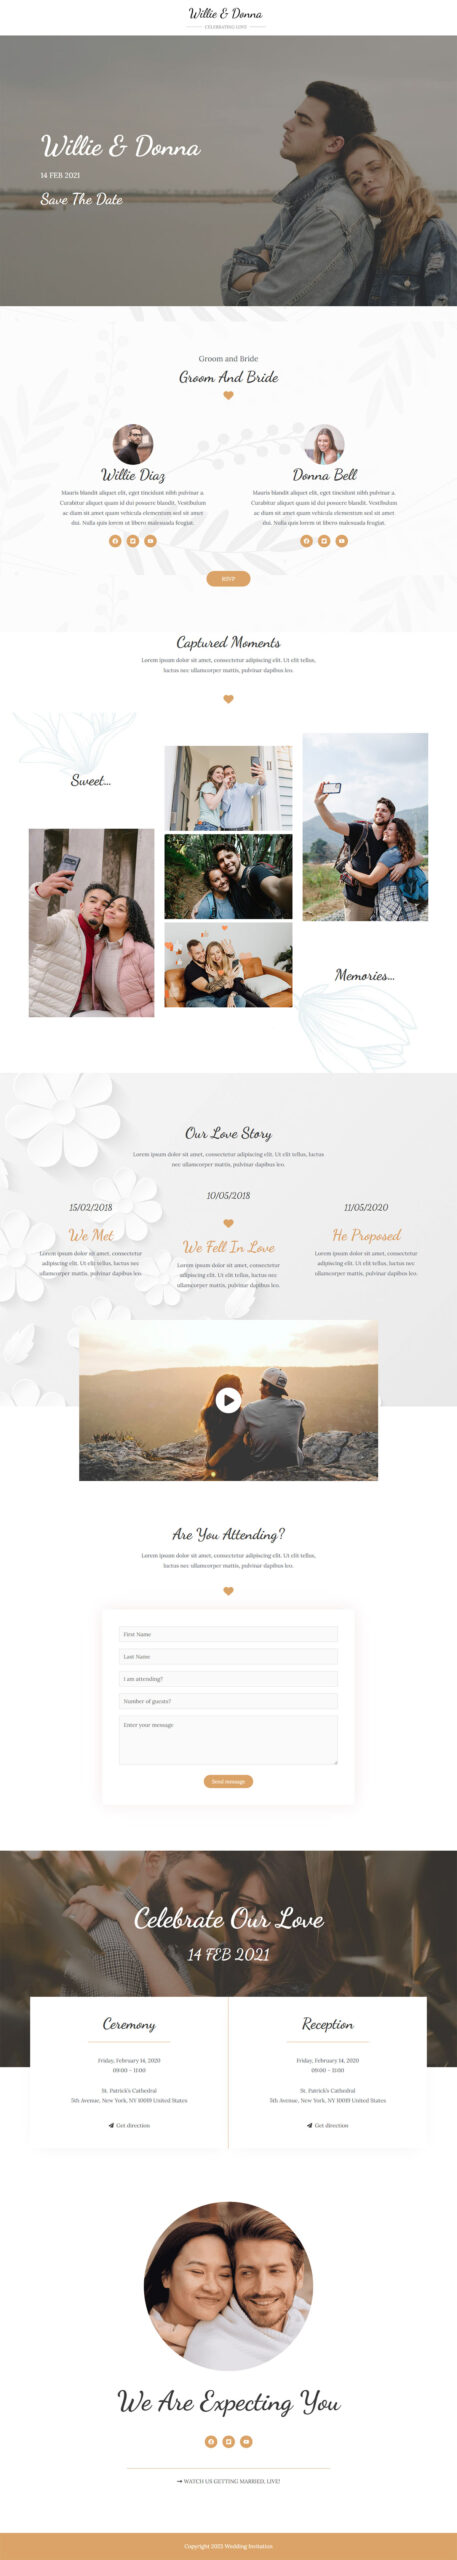 Willie & Donna
CELEBRATING LOVE
Willie & Donna
14 FEB 2021
Save The Date
Groom and Bride
Groom And Bride
Willie Diaz
Mauris blandit aliquet elit, eget tincidunt nibh pulvinar a.
Curabitur aliquet quam id dui posuere blandit. Vestibulum
ac diam sit amet quam vehicula elementum sed sit amet
dui. Nulla quis lorem ut libero malesuada feugiat.
Donna Bell
Mauris blandit aliquet elit, eget tincidunt nibh pulvinar a.
Curabitur aliquet quam id dui posuere blandit. Vestibulum
ac diam sit amet quam vehicula elementum sed sit amet
dui. Nulla quis lorem ut libero malesuada feugiat.
RSVP
Captured Moments
Lorem ipsum dolor sit amet, consectetur adipiscing elit. Ut elit tellus,
luctus nec ullamcorper mattis, pulvinar dapibus leo.
Sweet...
Memories...
Our Love Story
Lorem ipsum dolor sit amet, consectetur adipiscing elit. Ut elit tellus, luctus
nec ullamcorper mattis, pulvinar dapibus leo.
15/02/2018
We Met
Lorem ipsum dolor sit amet, consectetur
adipiscing elit. Ut elit tellus, luctus nec
ullamcorper mattis, pulvinar dapibus leo.
10/05/2018
We Fell In Love
Lorem ipsum dolor sit amet, consectetur
adipiscing elit. Ut elit tellus, luctus nec
ullamcorper mattis, pulvinar dapibus leo.
11/05/2020
He Proposed
Lorem ipsum dolor sit amet, consectetur
adipiscing elit. Ut elit tellus, luctus nec
ullamcorper mattis, pulvinar dapibus leo.
Are You Attending?
Lorem ipsum dolor sit amet, consectetur adipiscing elit. Ut elit tellus,
luctus nec ullamcorper mattis, pulvinar dapibus leo.
First Name
Last Name
I am attending?
Number of guests?
Enter your message
Send message
Celebrate Our Love
14 FEB 2021
Ceremony
Friday, February 14, 2020
09:00 – 11:00
St. Patrick's Cathedral
5th Avenue, New York, NY 10019 United States
Get direction
Reception
Friday, February 14, 2020
09:00 – 11:00
St. Patrick's Cathedral
5th Avenue, New York, NY 10019 United States
Get direction
We Are Expecting You
WATCH US GETTING MARRIED, LIVE!
Copyright 2023 Wedding Invitation